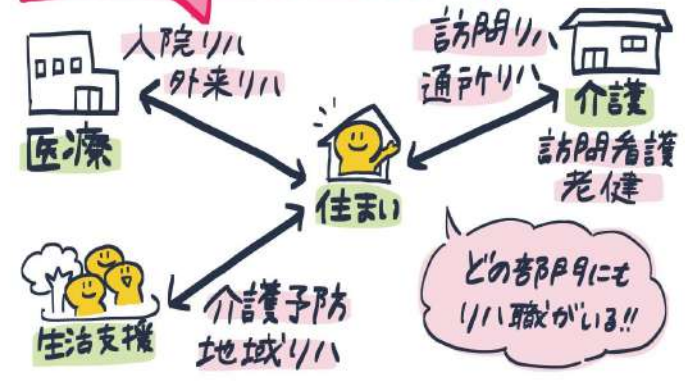 入院リハ
外来リハ
医療
訪問リハ
通所リハ
介護
訪問看護
老健
住まい
生活支援
介護予防
地域リハ
どの部門にも
リハ職がいる!!